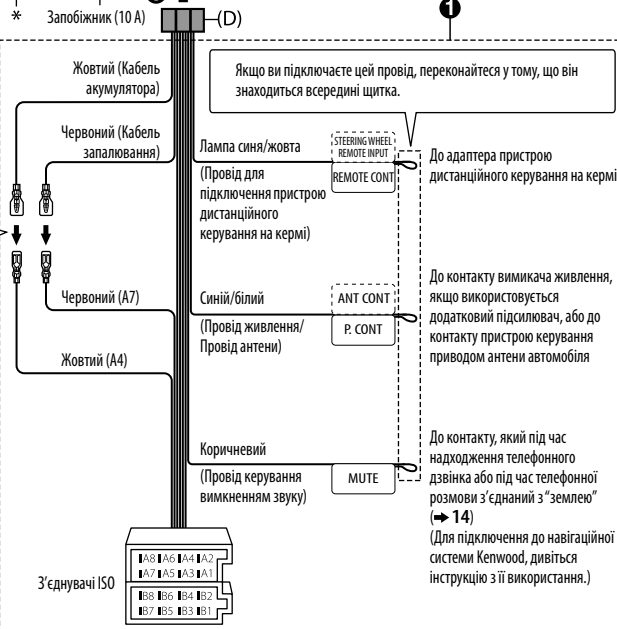 * Запобіжник (10 A)
(D)
1
Жовтий (Кабель
акумулятора)
Якщо ви підключаєте цей провід, переконайтеся у тому, що він
знаходиться всередині щитка.
Червоний (Кабель
запалювання)
Лампа синя/жовта
(Провід для
підключення пристрою
дистанційного
керування на кермі)
STEERING WHEEL
REMOTE INPUT
REMOTE CONT
До адаптера пристрою
дистанційного керування на кермі
Червоний (A7)
Синій/білий
(Провід живлення/
Провід антени)
ANT CONT
P. CONT
До контакту вимикача живлення,
якщо використовується
додатковий підсилювач, або до
контакту пристрою керування
приводом антени автомобіля
Жовтий (A4)
Коричневий
(Провід керування
вимкненням звуку)
MUTE
До контакту, який під час
надходження телефонного
дзвінка або під час телефонної
розмови з’єднаний з “землею”
(➡ 14)
(Для підключення до навігаційної
системи Kenwood, дивіться
інструкцію з її використання.)
З’єднувачі ISO
A8 A6 A4 A2
A7 A5 A3 A1
B8 B6 B4 B2
B7 B5 B3 B1